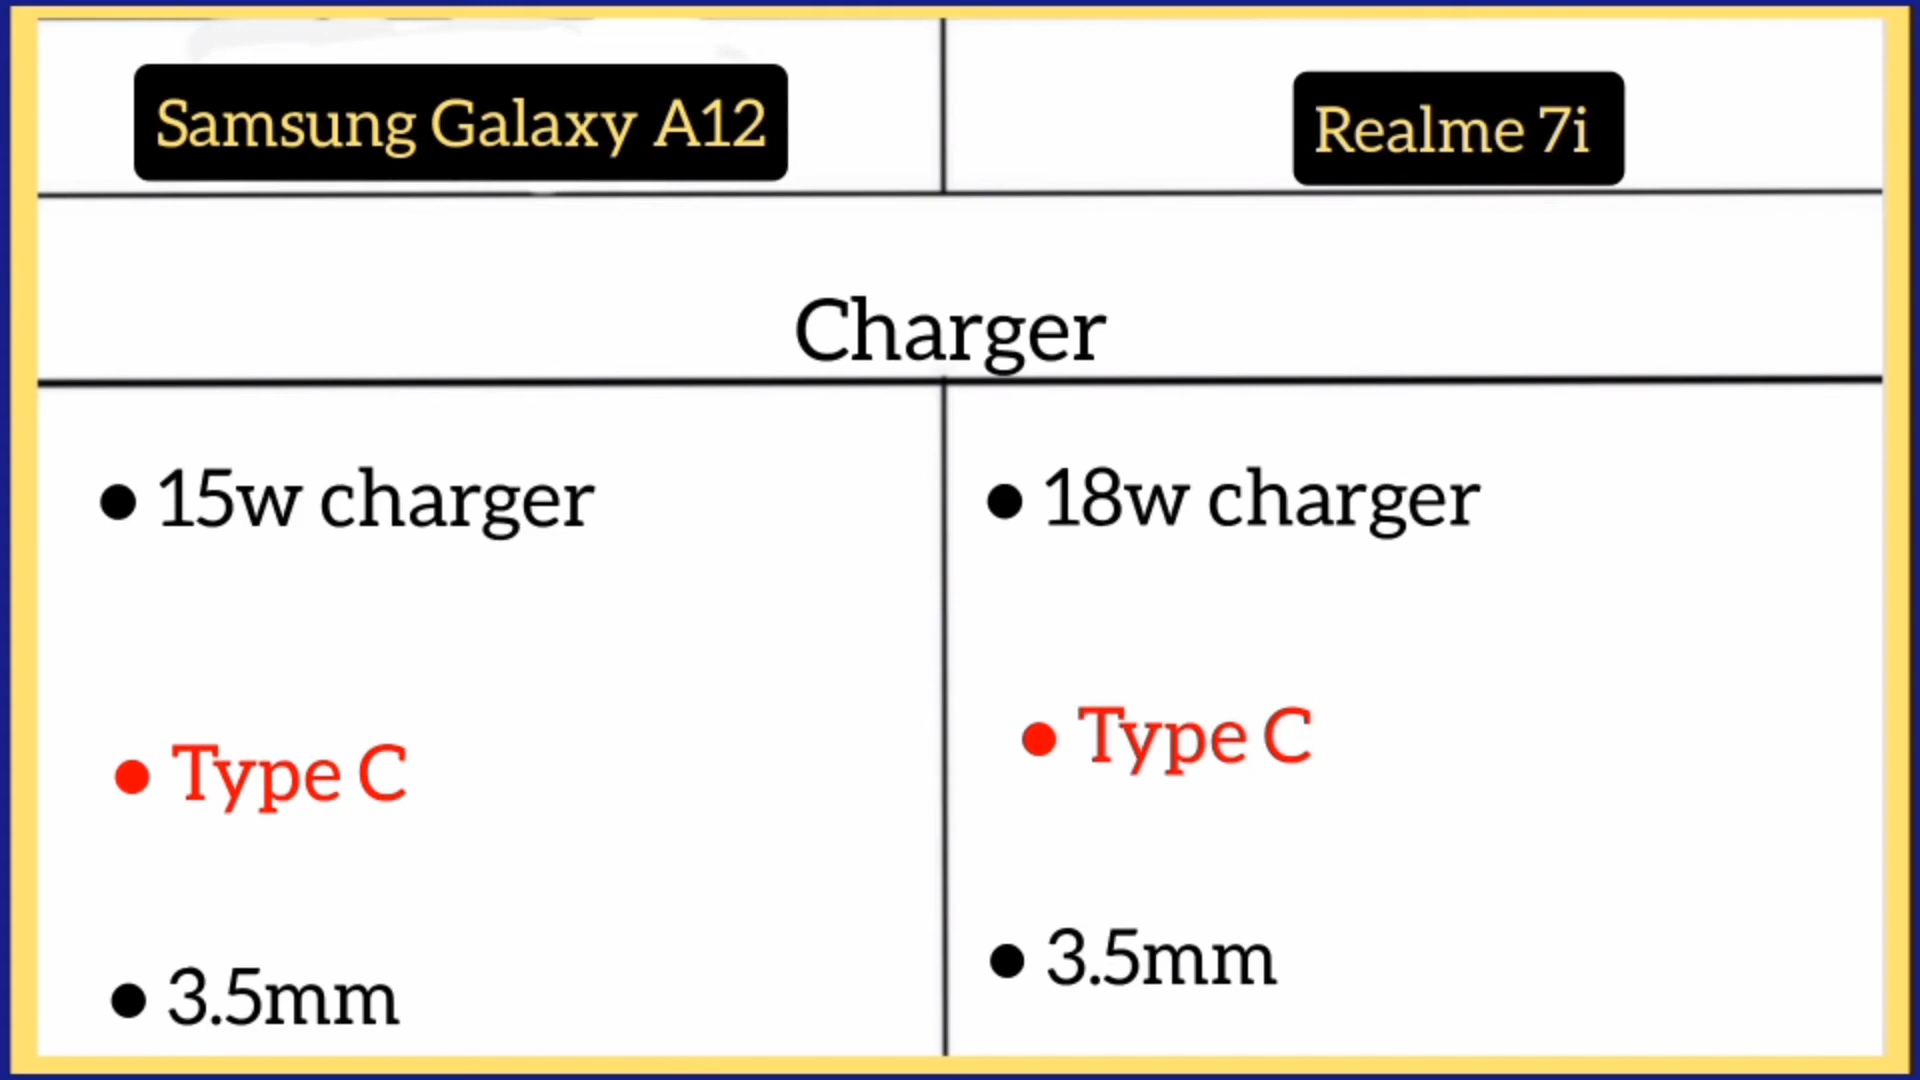 Samsung Galaxy A12
Realme 7i
Charger
• 15w charger
• 18w charger
• Type C
• Type C
• 3.5mm
• 3.5mm